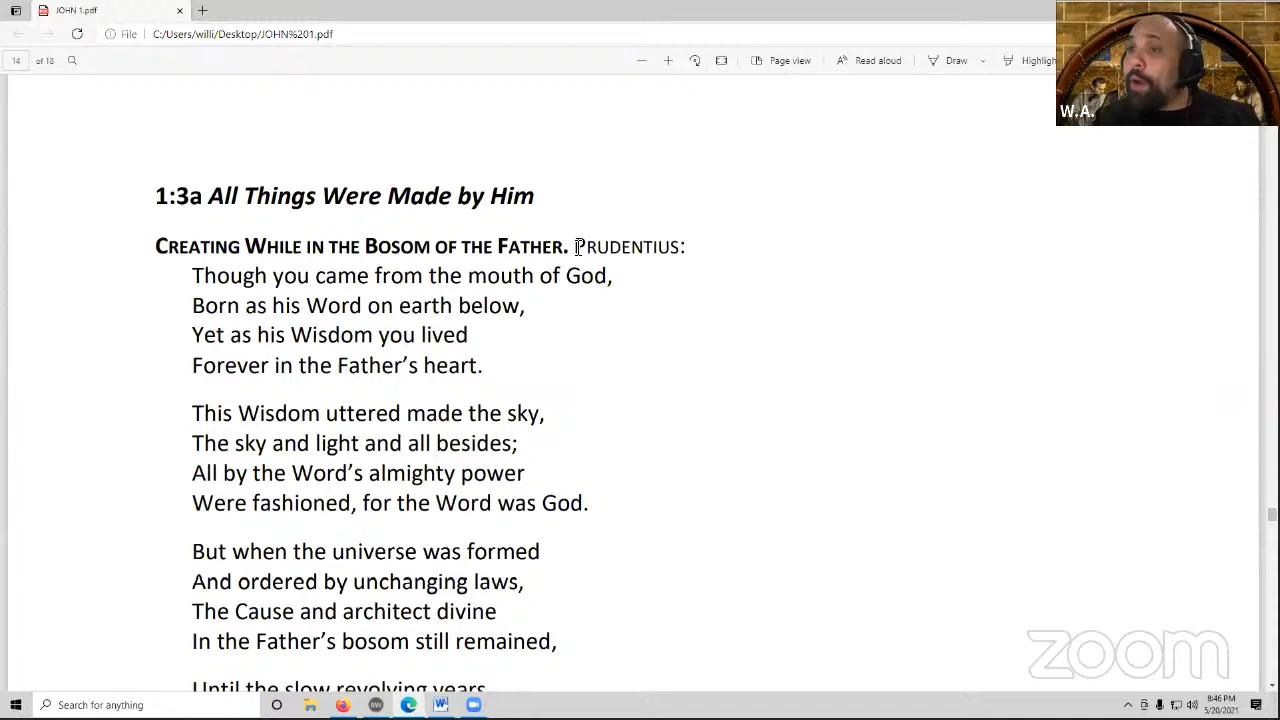 JOHN 1.pdf
File
C:/Users/willi/Desktop/JOHN%201.pdf
14 of 18
Page view
Read aloud
Draw
Highligh
W.A.
1:3a All Things Were Made by Him
CREATING WHILE IN THE BOSOM OF THE FATHER. PRUDENTIUS:
Though you came from the mouth of God,
Born as his Word on earth below,
Yet as his Wisdom you lived
Forever in the Father’s heart.
This Wisdom uttered made the sky,
The sky and light and all besides;
All by the Word’s almighty power
Were fashioned, for the Word was God.
But when the universe was formed
And ordered by unchanging laws,
The Cause and architect divine
In the Father’s bosom still remained,
Until the slow revolving years
zoom
Search for anything
8:46 PM
5/20/2021